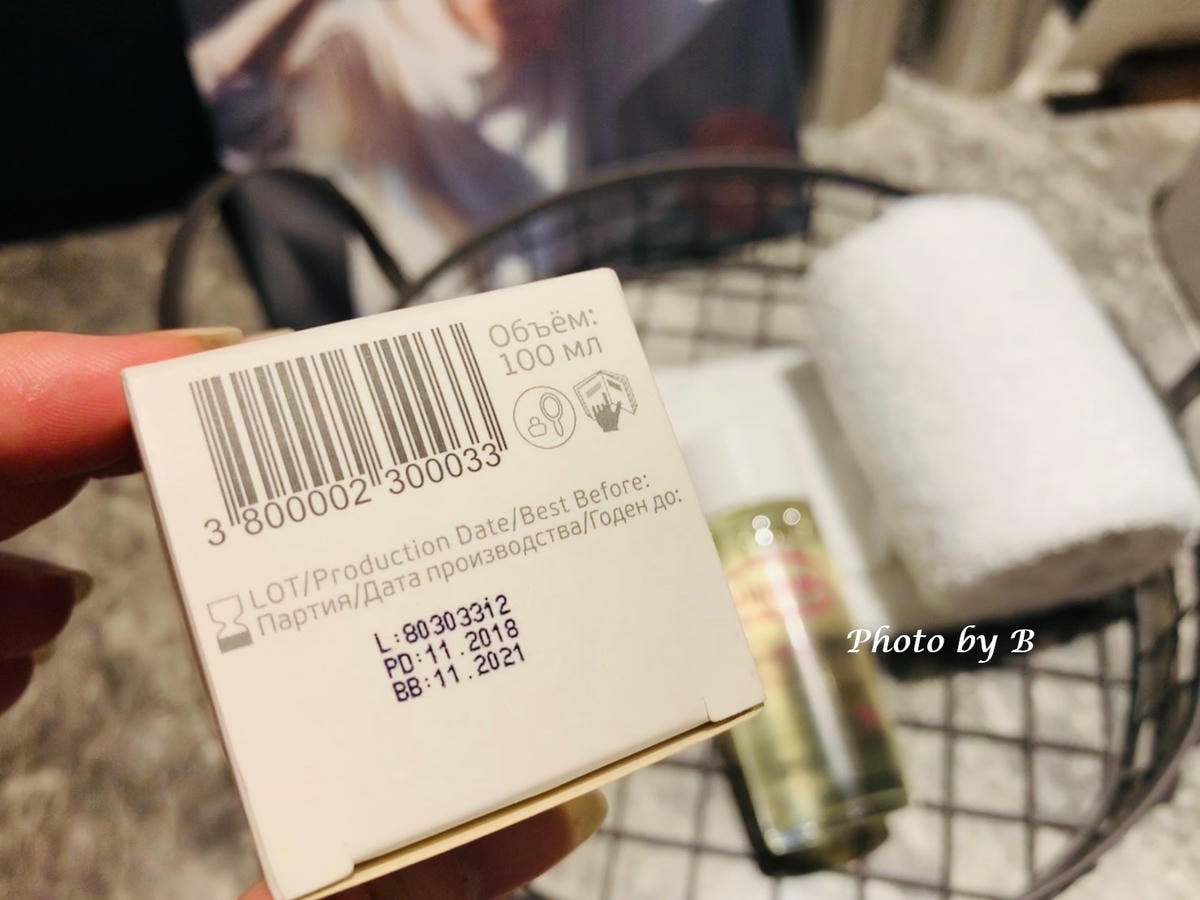 Объём:
100 мл
3 800002 300033
LOT/Production Date/Best Before:
Партия/Дата производства/Годен до:
L:80303312
PD:11.2018
BB:11.2021
Photo by B